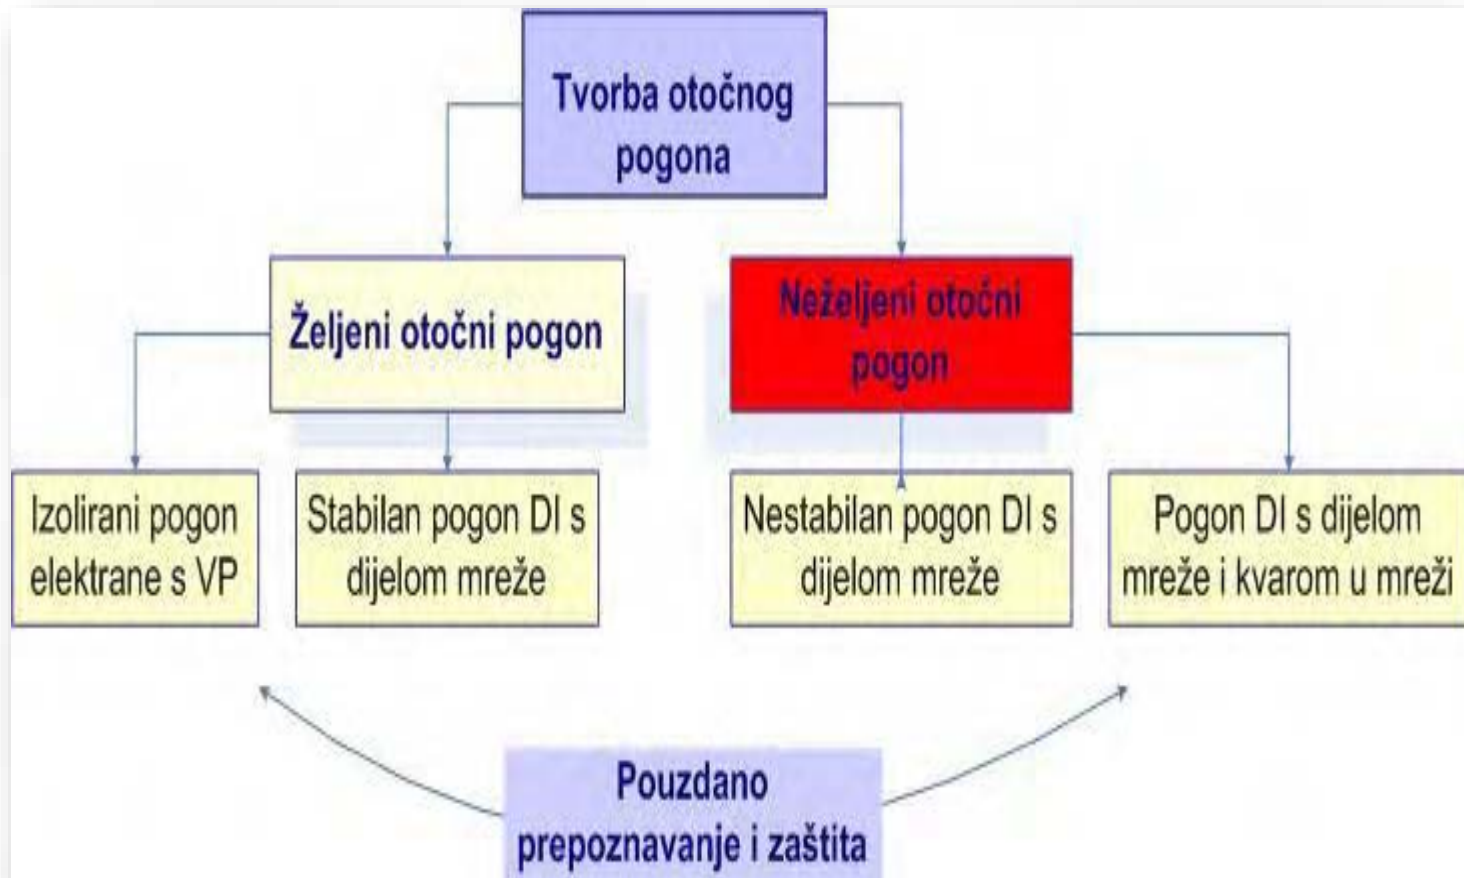 Tvorba otočnog
pogona
Željeni otočni pogon
Neželjeni otočni
pogon
Izolirani pogon
elektrane s VP
Stabilan pogon DI s
dijelom mreže
Nestabilan pogon DI s
dijelom mreže
Pogon DI s dijelom
mreže i kvarom u mreži
Pouzdano
prepoznavanje i zaštita